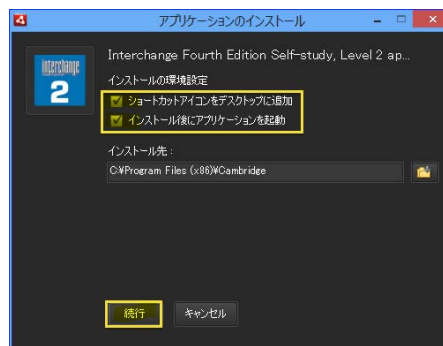 アプリケーションのインストール
interchange
2
Interchange Fourth Edition Self-study, Level 2 ap...
インストールの環境設定
ショートカットアイコンをデスクトップに追加
インストール後にアプリケーションを起動
インストール先 :
C:¥Program Files (x86)¥Cambridge
続行
キャンセル